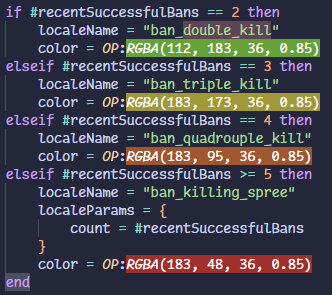 if #recentSuccessfulBans == 2 then
    localeName = "ban_double_kill"
    color = OP:RGBA(112, 183, 36, 0.85)
elseif #recentSuccessfulBans == 3 then
    localeName = "ban_triple_kill"
    color = OP:RGBA(183, 173, 36, 0.85)
elseif #recentSuccessfulBans == 4 then
    localeName = "ban_quadrouple_kill"
    color = OP:RGBA(183, 95, 36, 0.85)
elseif #recentSuccessfulBans >= 5 then
    localeName = "ban_killing_spree"
    localeParams = {
        count = #recentSuccessfulBans
    }
    color = OP:RGBA(183, 48, 36, 0.85)
end